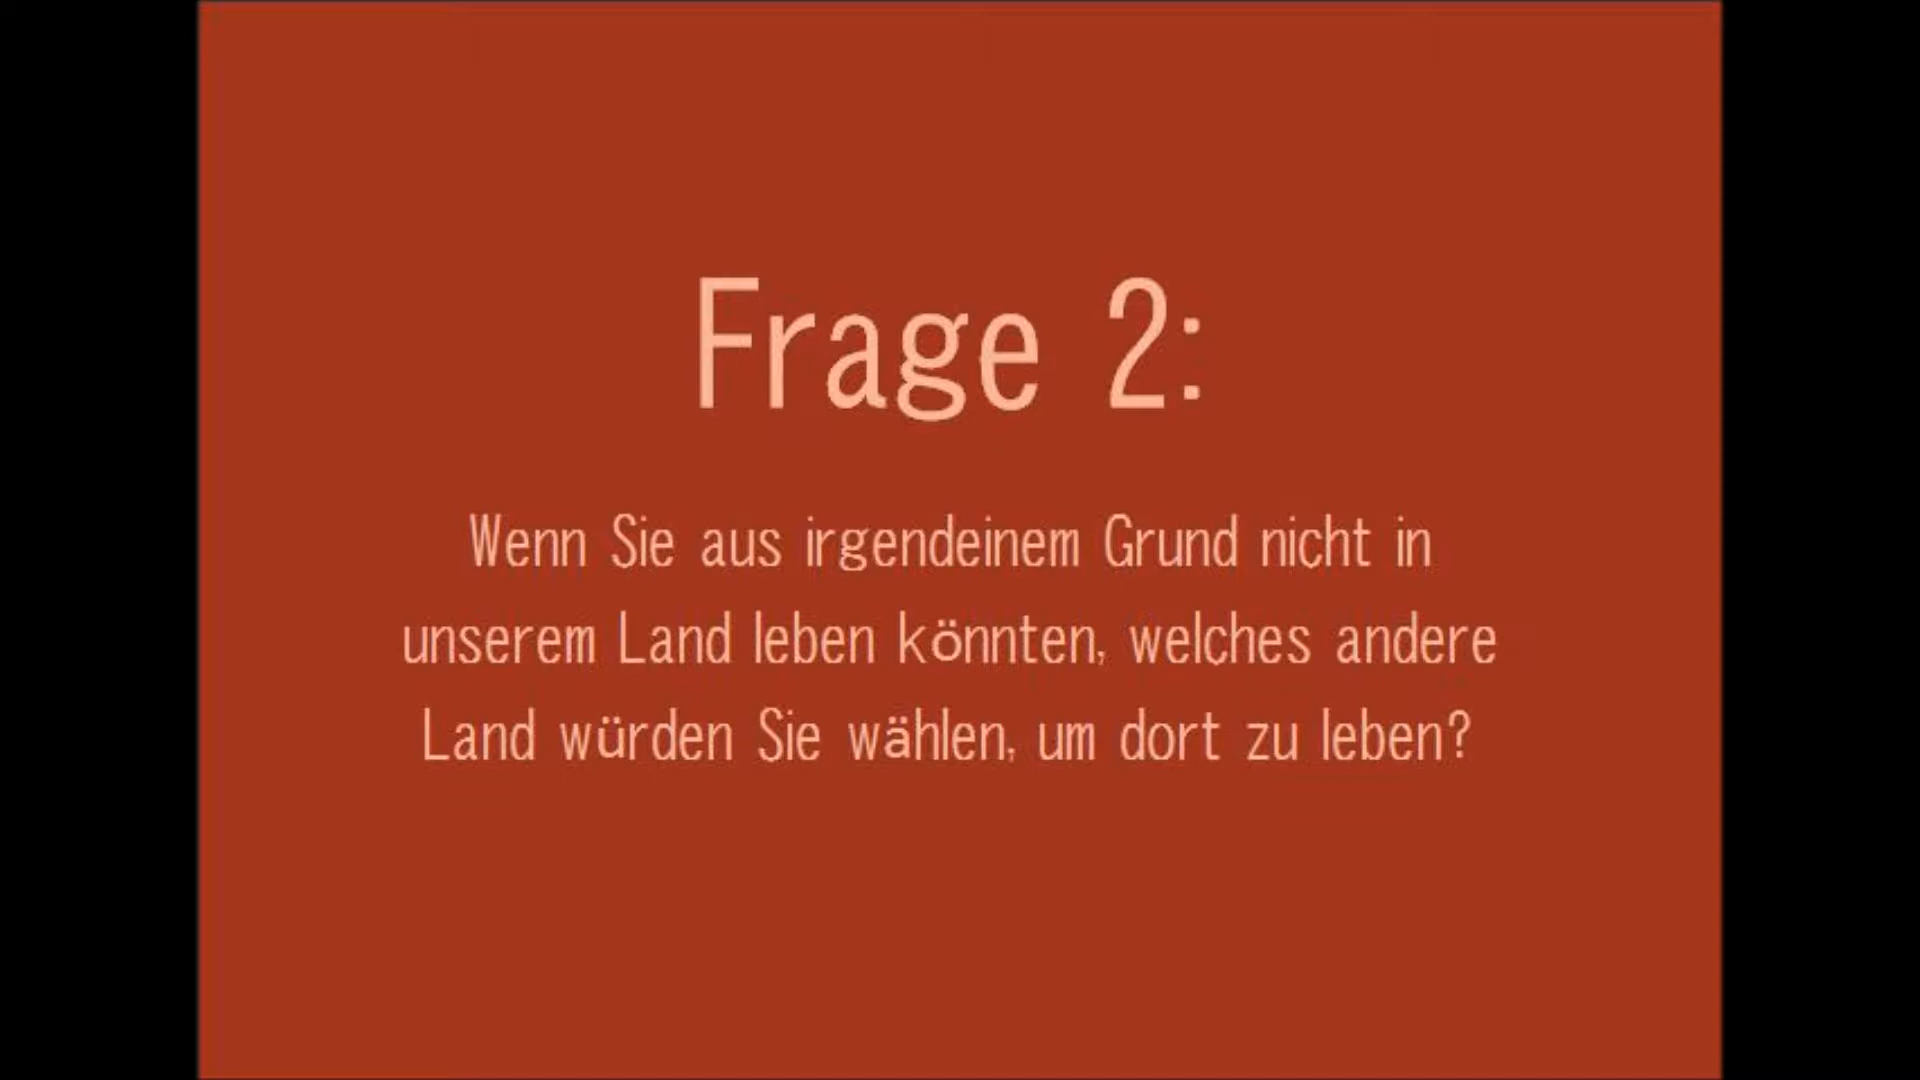 Frage 2:
Wenn Sie aus irgendeinem Grund nicht in
unserem Land leben könnten, welches andere
Land würden Sie wählen, um dort zu leben?